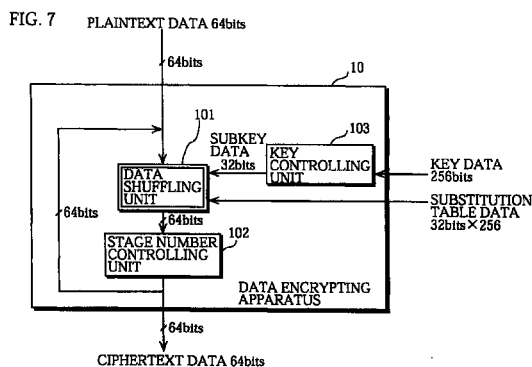 FIG. 7
PLAINTEXT DATA 64bits
64bits
10
101
103
SUBKEY
DATA
32bits
KEY
CONTROLLING
UNIT
KEY DATA
256bits
DATA
SHUFFLING
UNIT
SUBSTITUTION
TABLE DATA
32bits×256
64bits
64bits
102
STAGE NUMBER
CONTROLLING
UNIT
DATA ENCRYPTING
APPARATUS
64bits
CIPHERTEXT DATA 64bits